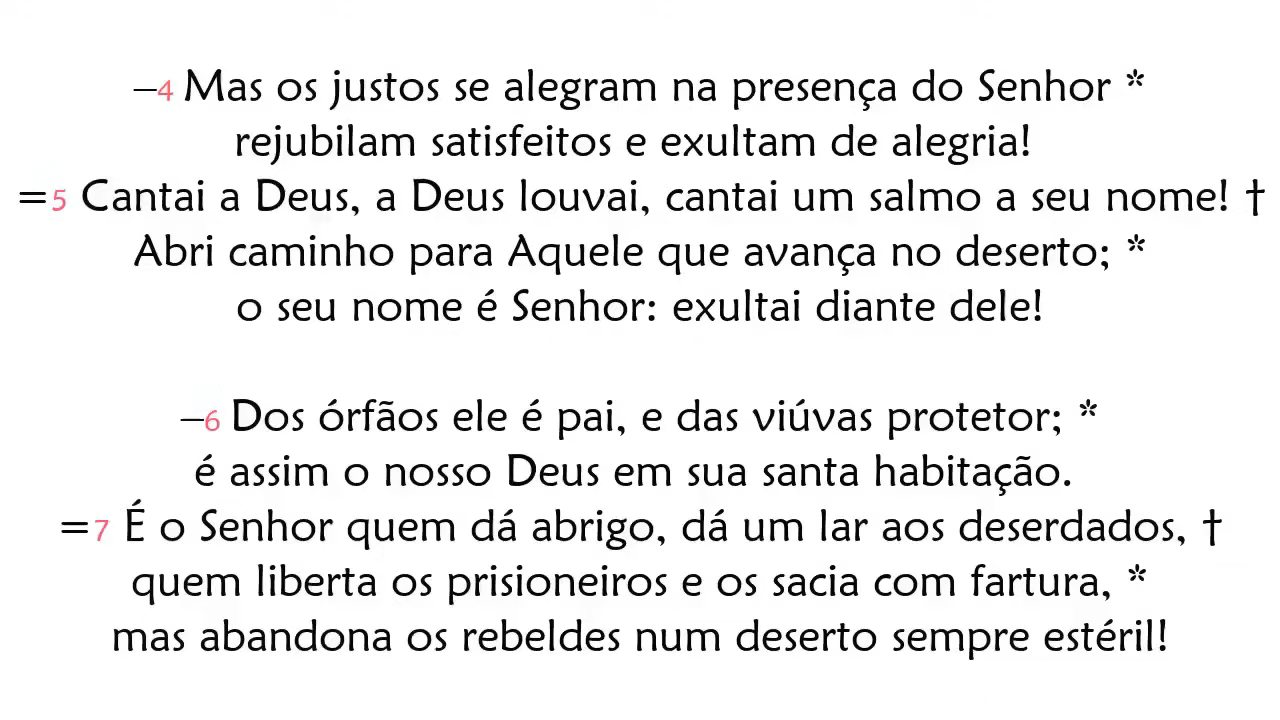 –4 Mas os justos se alegram na presença do Senhor *
rejubilam satisfeitos e exultam de alegria!
=5 Cantai a Deus, a Deus louvai, cantai um salmo a seu nome! †
Abri caminho para Aquele que avança no deserto; *
o seu nome é Senhor: exultai diante dele!
–6 Dos órfãos ele é pai, e das viúvas protetor; *
é assim o nosso Deus em sua santa habitação.
=7 É o Senhor quem dá abrigo, dá um lar aos deserdados, †
quem liberta os prisioneiros e os sacia com fartura, *
mas abandona os rebeldes num deserto sempre estéril!